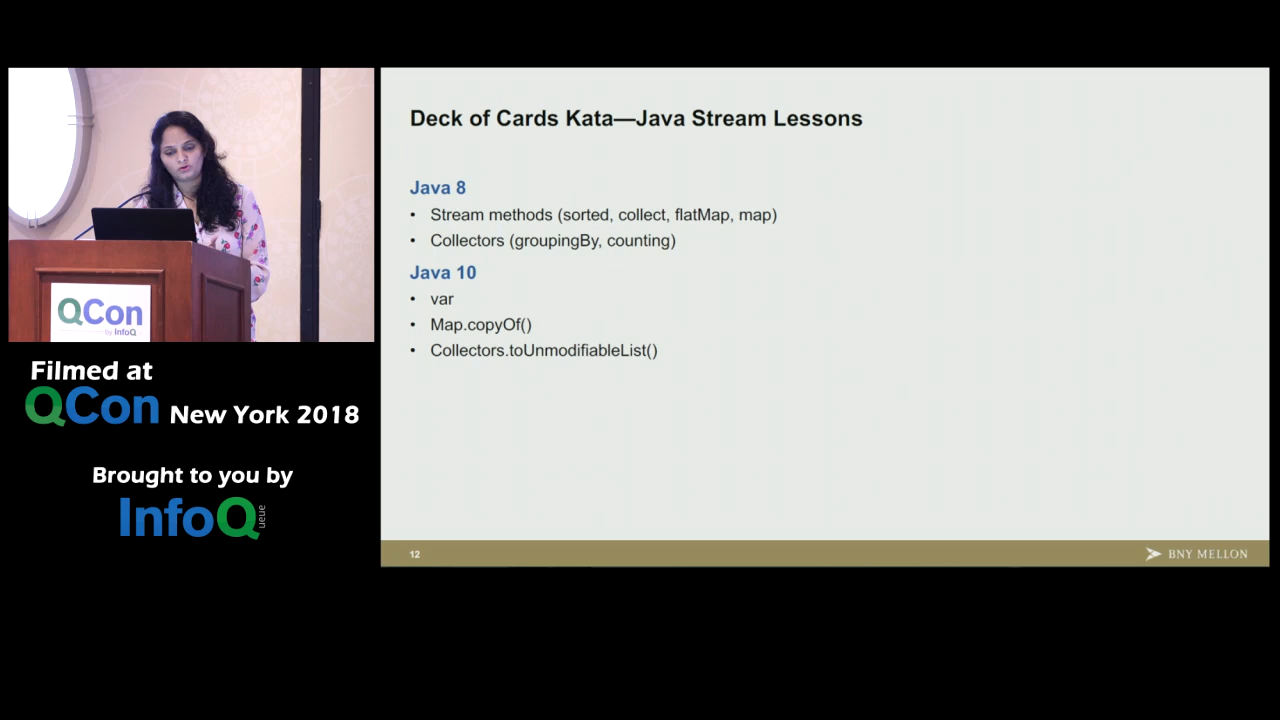 Deck of Cards Kata—Java Stream Lessons
Java 8
• Stream methods (sorted, collect, flatMap, map)
• Collectors (groupingBy, counting)
Java 10
• var
• Map.copyOf()
• Collectors.toUnmodifiableList()
12
BNY MELLON
QCon
by InfoQ
Filmed at
QCon New York 2018
Brought to you by
InfoQueue